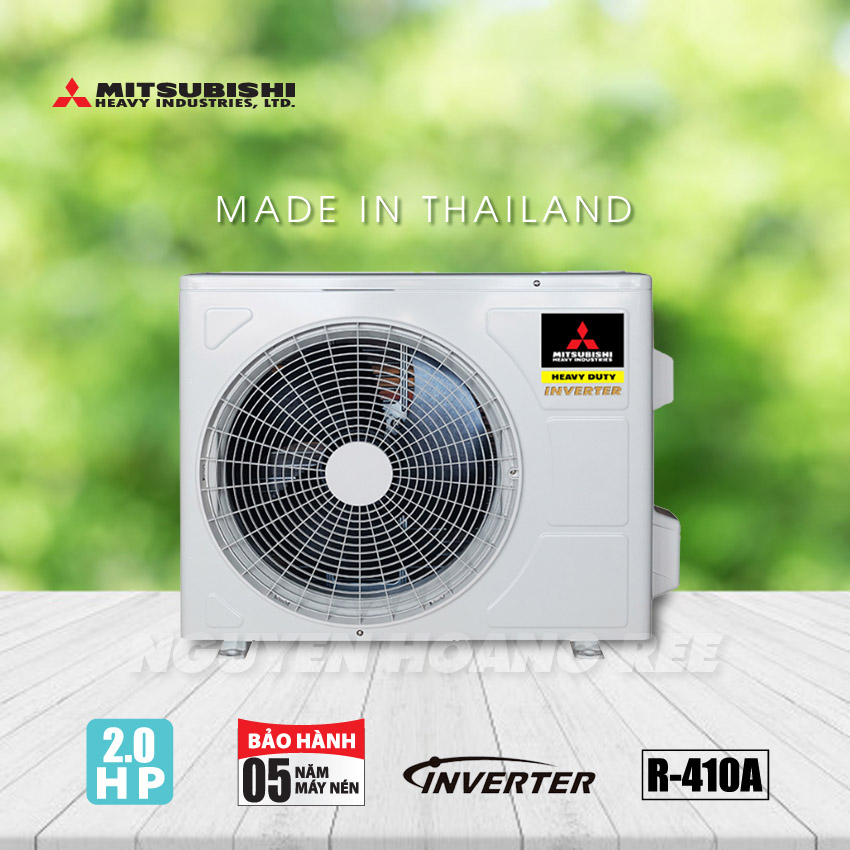 MITSUBISHI
HEAVY INDUSTRIES, LTD.
MADE IN THAILAND
MITSUBISHI
HEAVY INDUSTRIES
HEAVY DUTY
INVERTER
NGUYEN HOANG REE
2.0
HP
BẢO HÀNH
05 NĂM
MÁY NÉN
INVERTER
R-410A